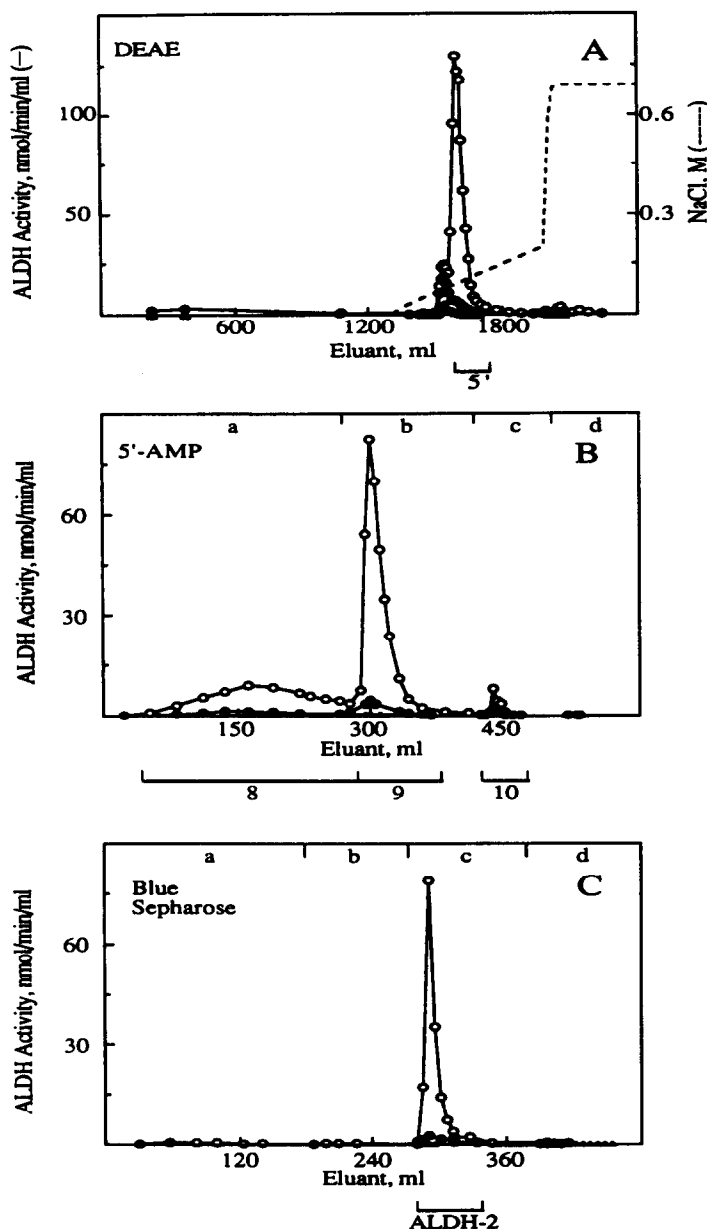 DEAE
A
ALDH Activity, nmol/min/ml (—)
100
50
0.6
0.3
NaCl, M (-----)
600
1200
1800
Eluant, ml
5'
a
b
c
d
5'-AMP
B
ALDH Activity, nmol/min/ml
60
30
150
300
450
Eluant, ml
8
9
10
a
b
c
d
Blue
Sepharose
C
ALDH Activity, nmol/min/ml
60
30
120
240
360
Eluant, ml
ALDH-2